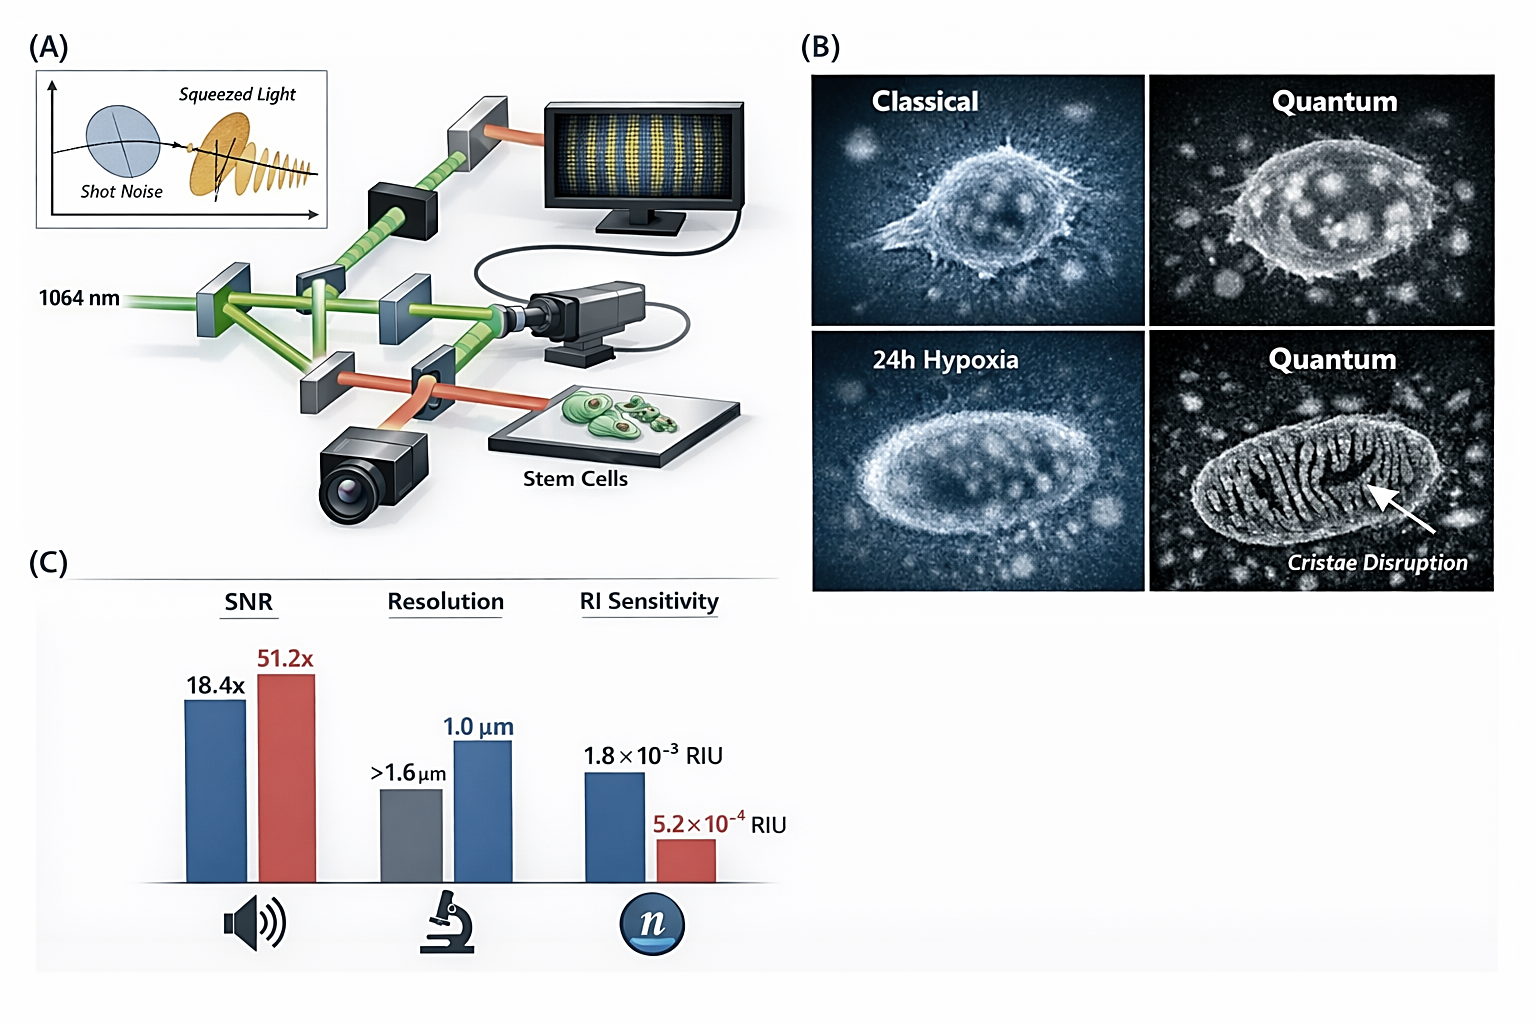 (A)
Squeezed Light
Shot Noise
1064 nm
Stem Cells
(B)
Classical
Quantum
24h Hypoxia
Quantum
Cristae Disruption
(C)
SNR
Resolution
RI Sensitivity
18.4x
51.2x
>1.6 μm
1.0 μm
1.8×10⁻³ RIU
5.2×10⁻⁴ RIU
n